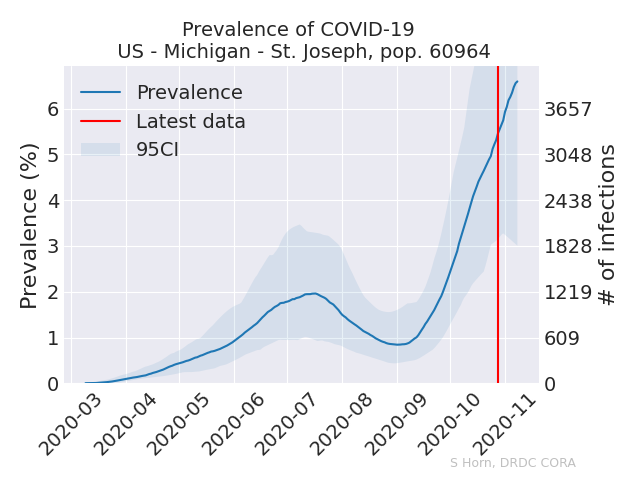 Prevalence of COVID-19
US - Michigan - St. Joseph, pop. 60964
Prevalence
Latest data
95CI
Prevalence (%)
6
5
4
3
2
1
0
3657
3048
2438
1828
1219
609
0
# of infections
2020-03
2020-04
2020-05
2020-06
2020-07
2020-08
2020-09
2020-10
2020-11
S Horn, DRDC CORA